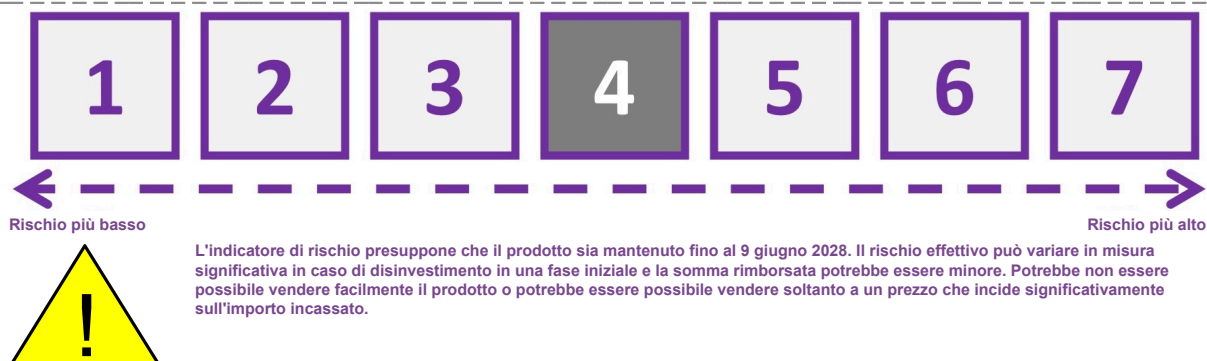 1 2 3 4 5 6 7
Rischio più basso Rischio più alto
L'indicatore di rischio presuppone che il prodotto sia mantenuto fino al 9 giugno 2028. Il rischio effettivo può variare in misura
significativa in caso di disinvestimento in una fase iniziale e la somma rimborsata potrebbe essere minore. Potrebbe non essere
possibile vendere facilmente il prodotto o potrebbe essere possibile vendere soltanto a un prezzo che incide significativamente
sull'importo incassato.
!